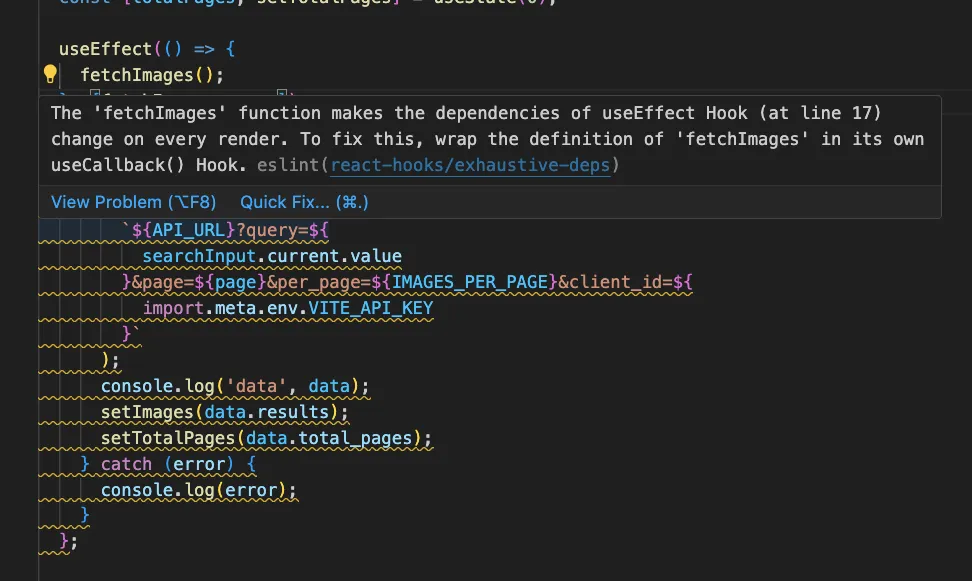 const [totalPages, setTotalPages] = useState(0);
useEffect(() => {
fetchImages();
The 'fetchImages' function makes the dependencies of useEffect Hook (at line 17)
change on every render. To fix this, wrap the definition of 'fetchImages' in its own
useCallback() Hook. eslint(react-hooks/exhaustive-deps)
View Problem (⌥F8) Quick Fix... (⌘.)
`${API_URL}?query=${
searchInput.current.value
}&page=${page}&per_page=${IMAGES_PER_PAGE}&client_id=${
import.meta.env.VITE_API_KEY
}`
);
console.log('data', data);
setImages(data.results);
setTotalPages(data.total_pages);
} catch (error) {
console.log(error);
}
};